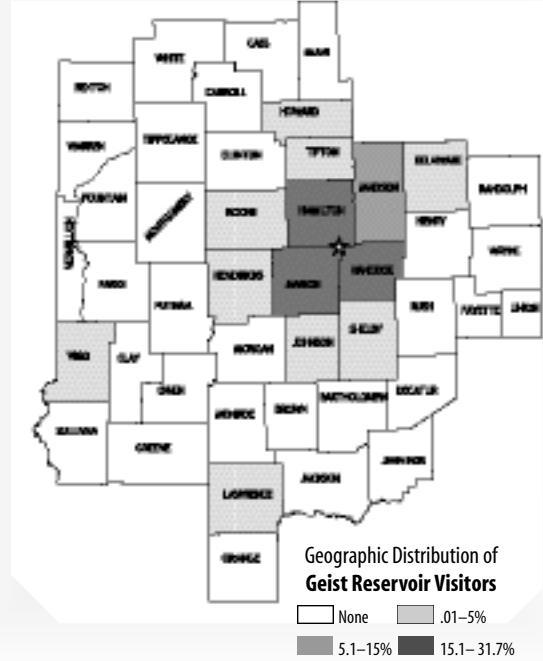 CASS
MIAMI
WHITE
BENTON
CARROLL
HOWARD
WARREN
TIPPECANOE
CLINTON
TIPTON
DELAWARE
MADISON
RANDOLPH
FOUNTAIN
MONTGOMERY
BOONE
HAMILTON
HENRY
VERMILLION
WAYNE
HENDRICKS
MARION
HANCOCK
PARKE
PUTNAM
RUSH
FAYETTE
UNION
SHELBY
VIGO
CLAY
MORGAN
JOHNSON
OWEN
BARTHOLOMEW
DECATUR
MONROE
BROWN
SULLIVAN
GREENE
JENNINGS
JACKSON
LAWRENCE
ORANGE
Geographic Distribution of
Geist Reservoir Visitors
None
.01–5%
5.1–15%
15.1– 31.7%